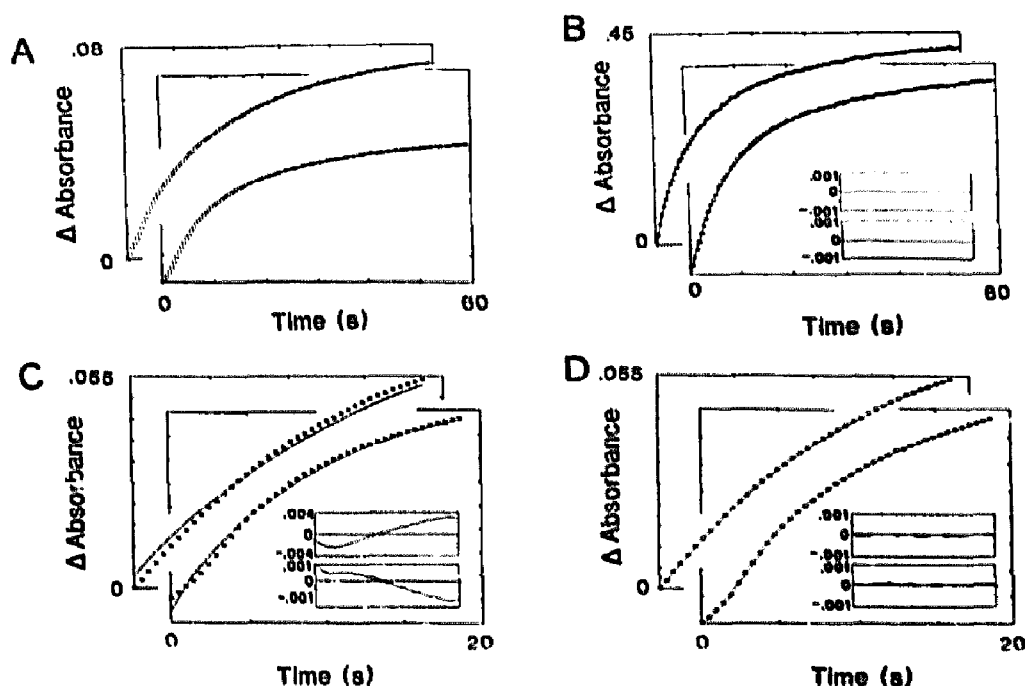 A
.08
Δ Absorbance
0
0
60
Time (s)
B
.45
Δ Absorbance
0
.001
0
-.001
.001
0
-.001
0
60
Time (s)
C
.055
Δ Absorbance
0
.004
0
-.004
.001
0
-.001
0
20
Time (s)
D
.055
Δ Absorbance
0
.001
0
-.001
.001
0
-.001
0
20
Time (s)